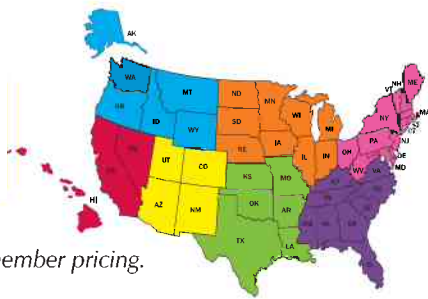 AK
WA
MT
ND
MN
ME
VT
NH
OR
ID
SD
WI
MI
NY
MA
WY
CT
IA
PA
NJ
NE
IL
IN
OH
UT
CO
DE
WV
VA
MD
KS
MO
HI
AZ
NM
OK
AR
TX
LA
ember pricing.